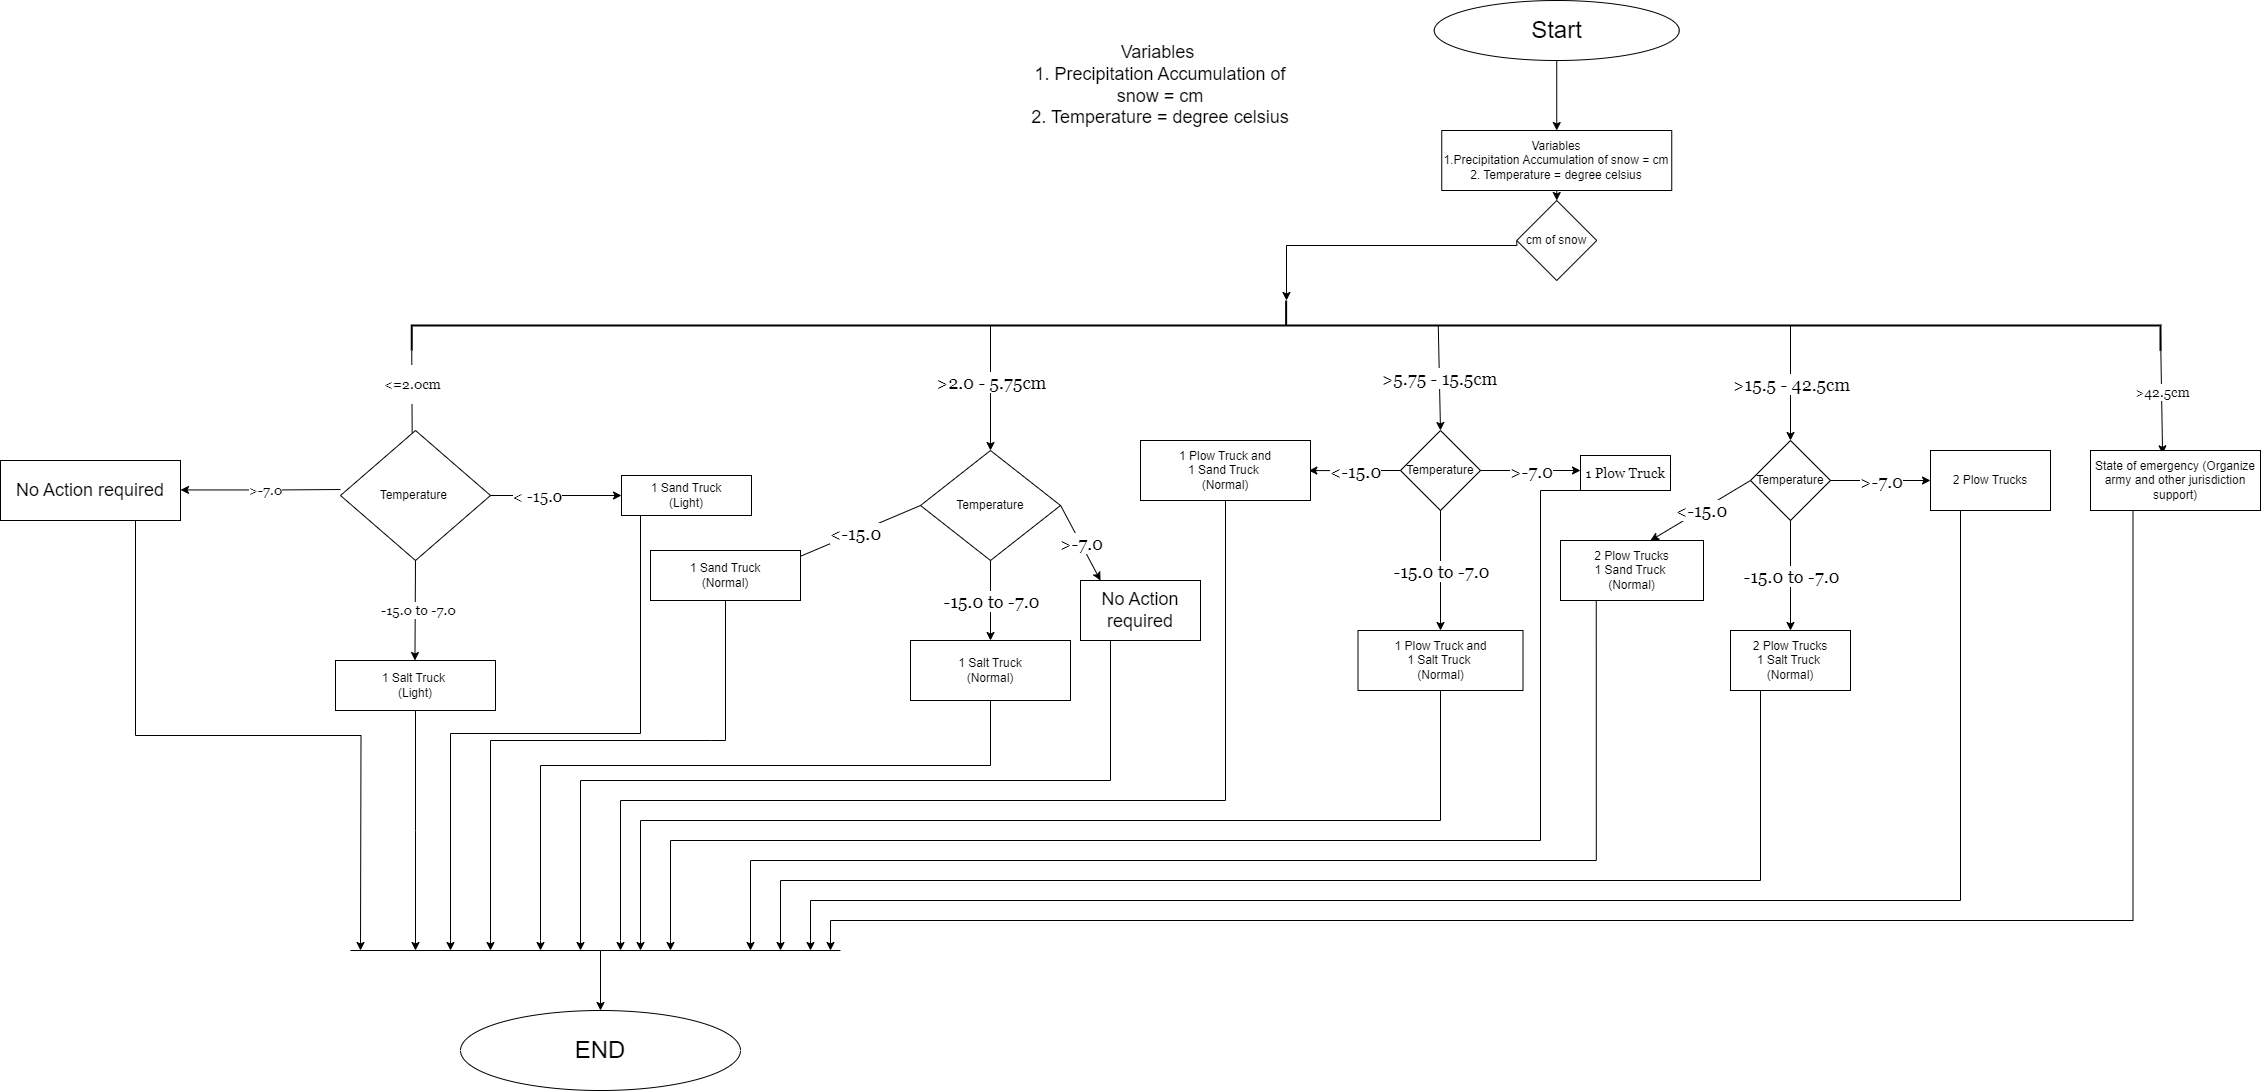 Start
Variables
1. Precipitation Accumulation of
snow = cm
2. Temperature = degree celsius
Variables
1.Precipitation Accumulation of snow = cm
2. Temperature = degree celsius
cm of snow
<=2.0cm
>2.0 - 5.75cm
>5.75 - 15.5cm
>15.5 - 42.5cm
>42.5cm
No Action required
>-7.0
Temperature
< -15.0
1 Sand Truck
(Light)
-15.0 to -7.0
1 Salt Truck
(Light)
Temperature
<-15.0
1 Sand Truck
(Normal)
-15.0 to -7.0
1 Salt Truck
(Normal)
>-7.0
No Action
required
1 Plow Truck and
1 Sand Truck
(Normal)
<-15.0
Temperature
>-7.0
1 Plow Truck
-15.0 to -7.0
1 Plow Truck and
1 Salt Truck
(Normal)
Temperature
<-15.0
2 Plow Trucks
1 Sand Truck
(Normal)
-15.0 to -7.0
2 Plow Trucks
1 Salt Truck
(Normal)
>-7.0
2 Plow Trucks
State of emergency (Organize
army and other jurisdiction
support)
END